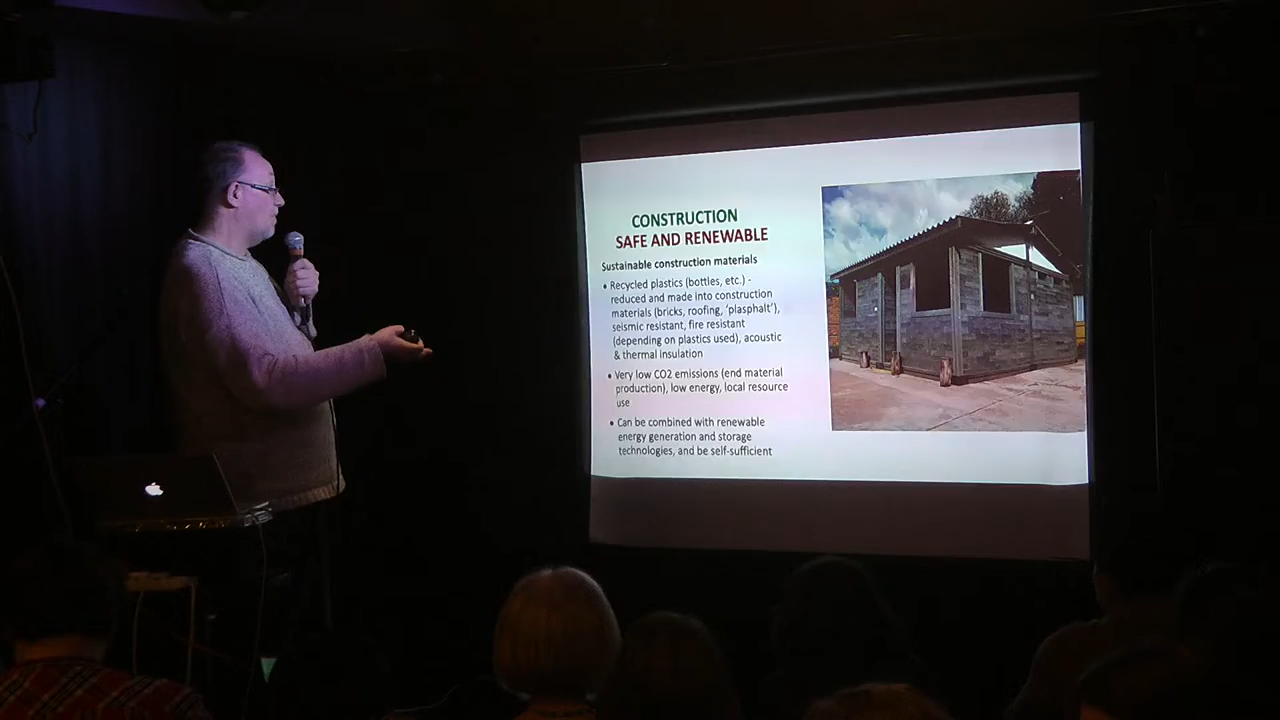 CONSTRUCTION
SAFE AND RENEWABLE
Sustainable construction materials
• Recycled plastics (bottles, etc.) -
reduced and made into construction
materials (bricks, roofing, 'plasphalt'),
seismic resistant, fire resistant
(depending on plastics used), acoustic
& thermal insulation
• Very low CO2 emissions (end material
production), low energy, local resource
use
• Can be combined with renewable
energy generation and storage
technologies, and be self-sufficient